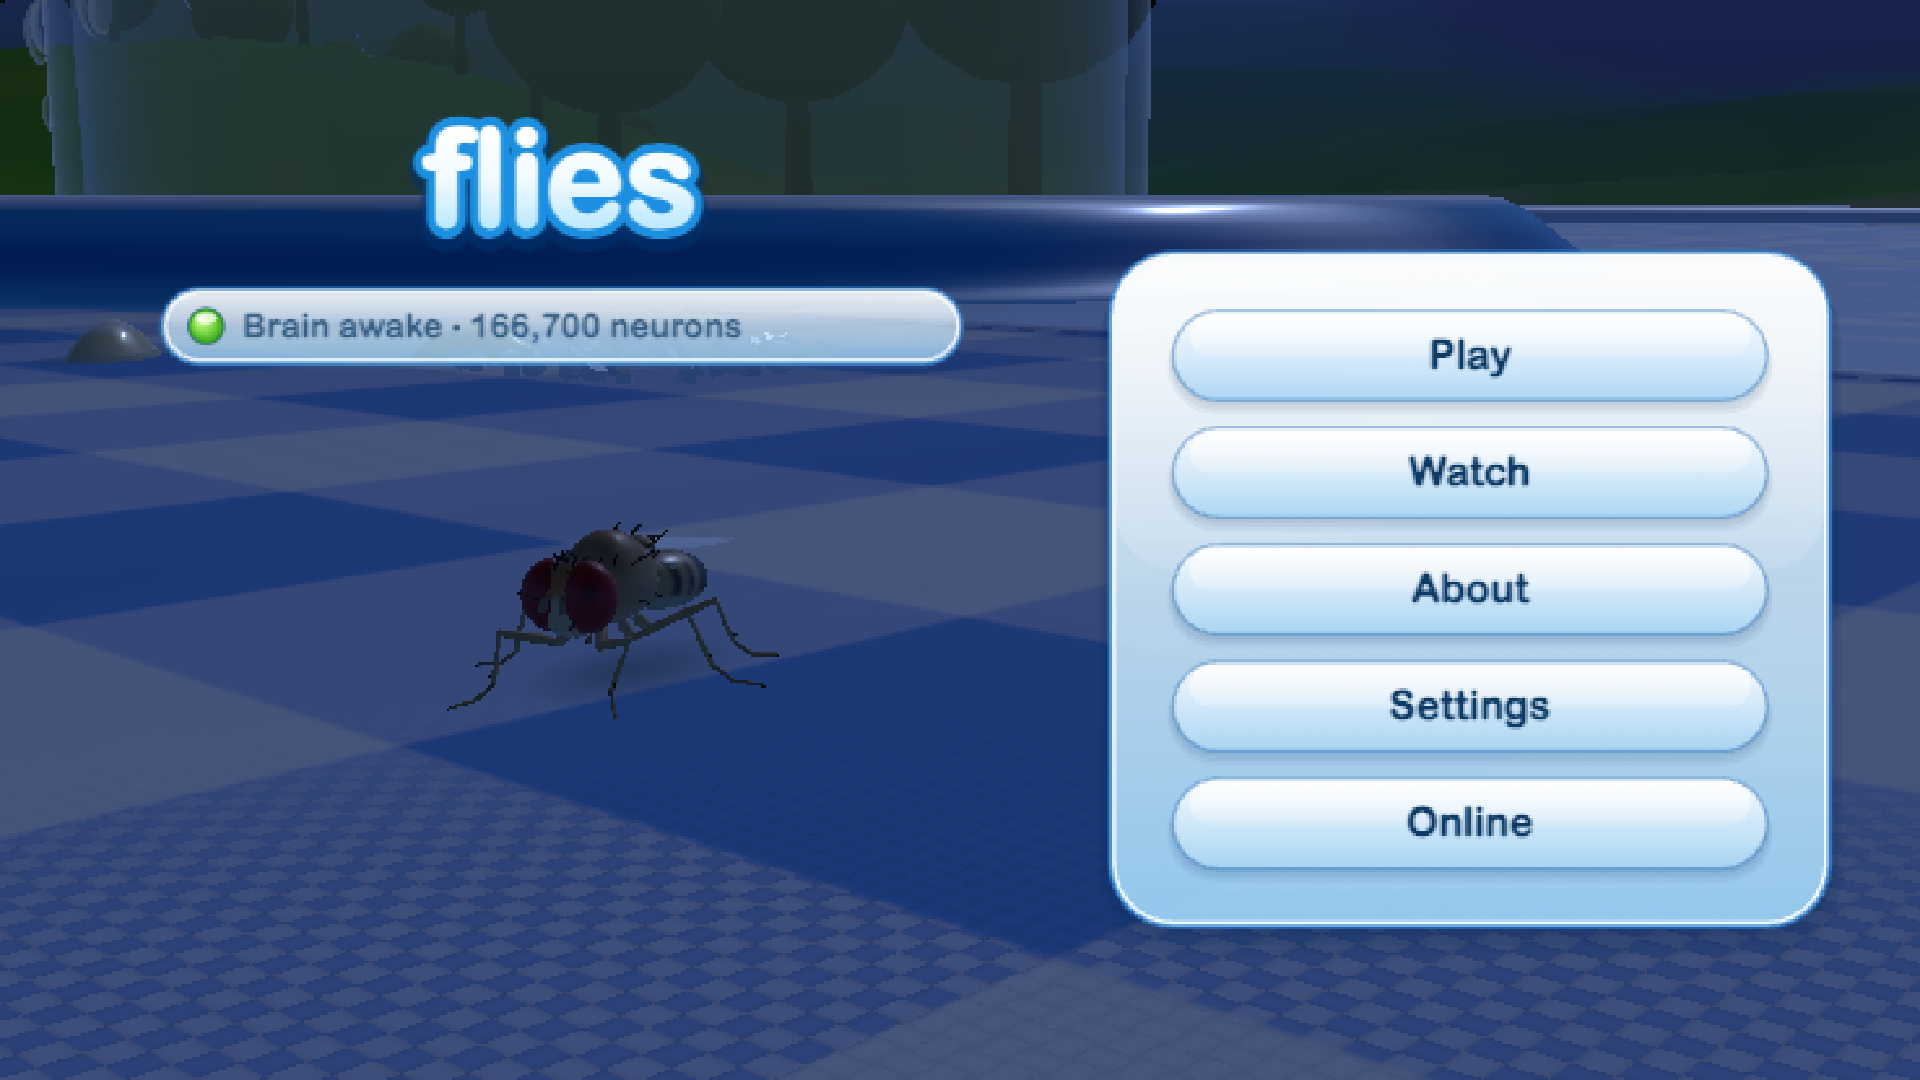 flies
Brain awake · 166,700 neurons
Play
Watch
About
Settings
Online